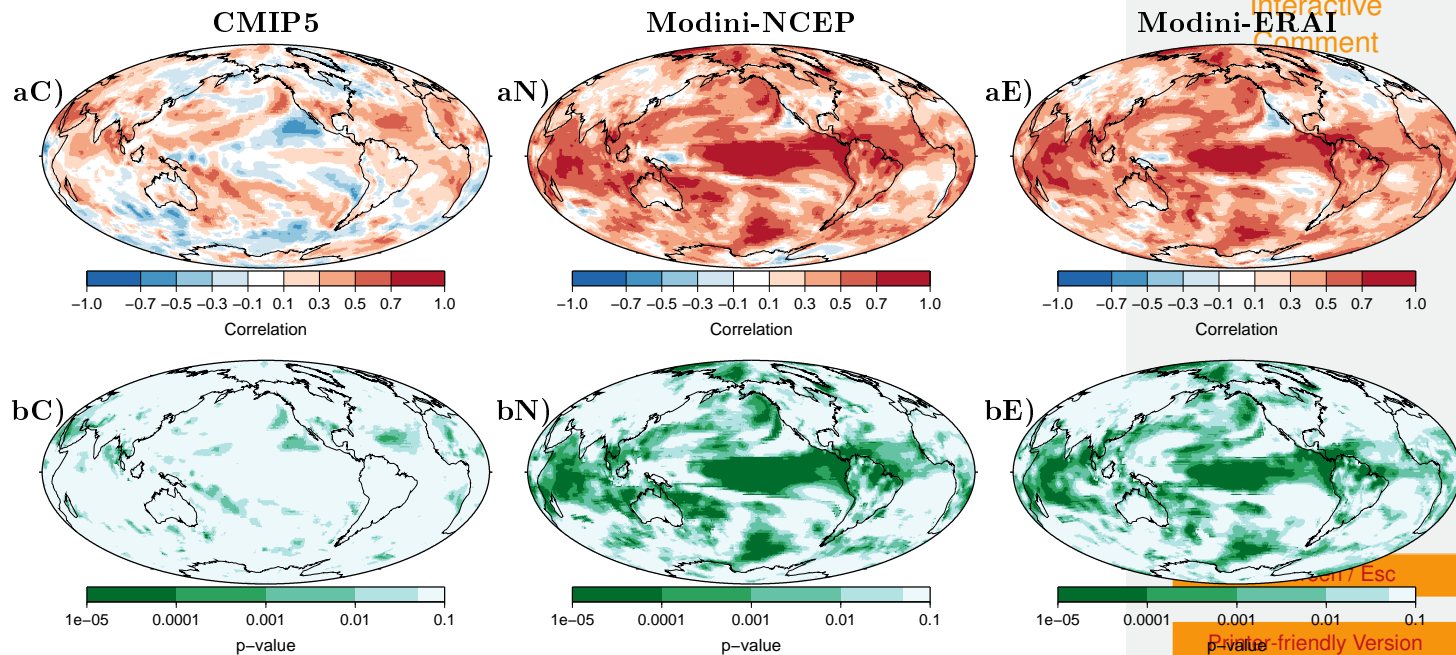 Interactive
Comment
CMIP5 Modini-NCEP Modini-ERAI
aC) aN) aE)
−1.0 −0.7 −0.5 −0.3 −0.1 0.1 0.3 0.5 0.7 1.0 −1.0 −0.7 −0.5 −0.3 −0.1 0.1 0.3 0.5 0.7 1.0 −1.0 −0.7 −0.5 −0.3 −0.1 0.1 0.3 0.5 0.7 1.0
Correlation Correlation Correlation
bC) bN) bE)
/ Esc
1e−05 0.0001 0.001 0.01 0.1 1e−05 0.0001 0.001 0.01 0.1 1e−05 0.0001 0.001 0.01 0.1
p−value p−value p−value
Printer-friendly Version